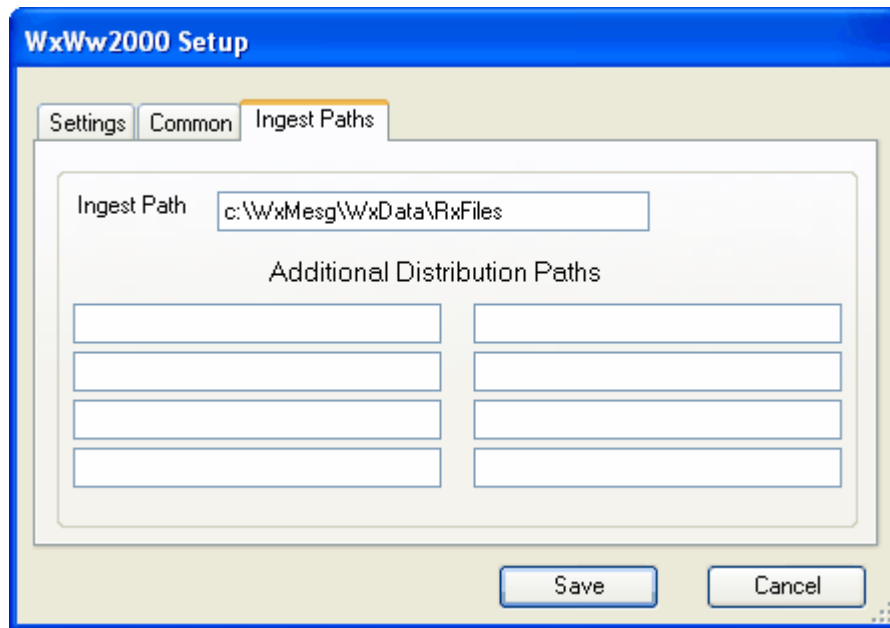 WxWw2000 Setup
Settings Common Ingest Paths
Ingest Path c:\WxMesg\WxData\RxFiles
Additional Distribution Paths
Save Cancel